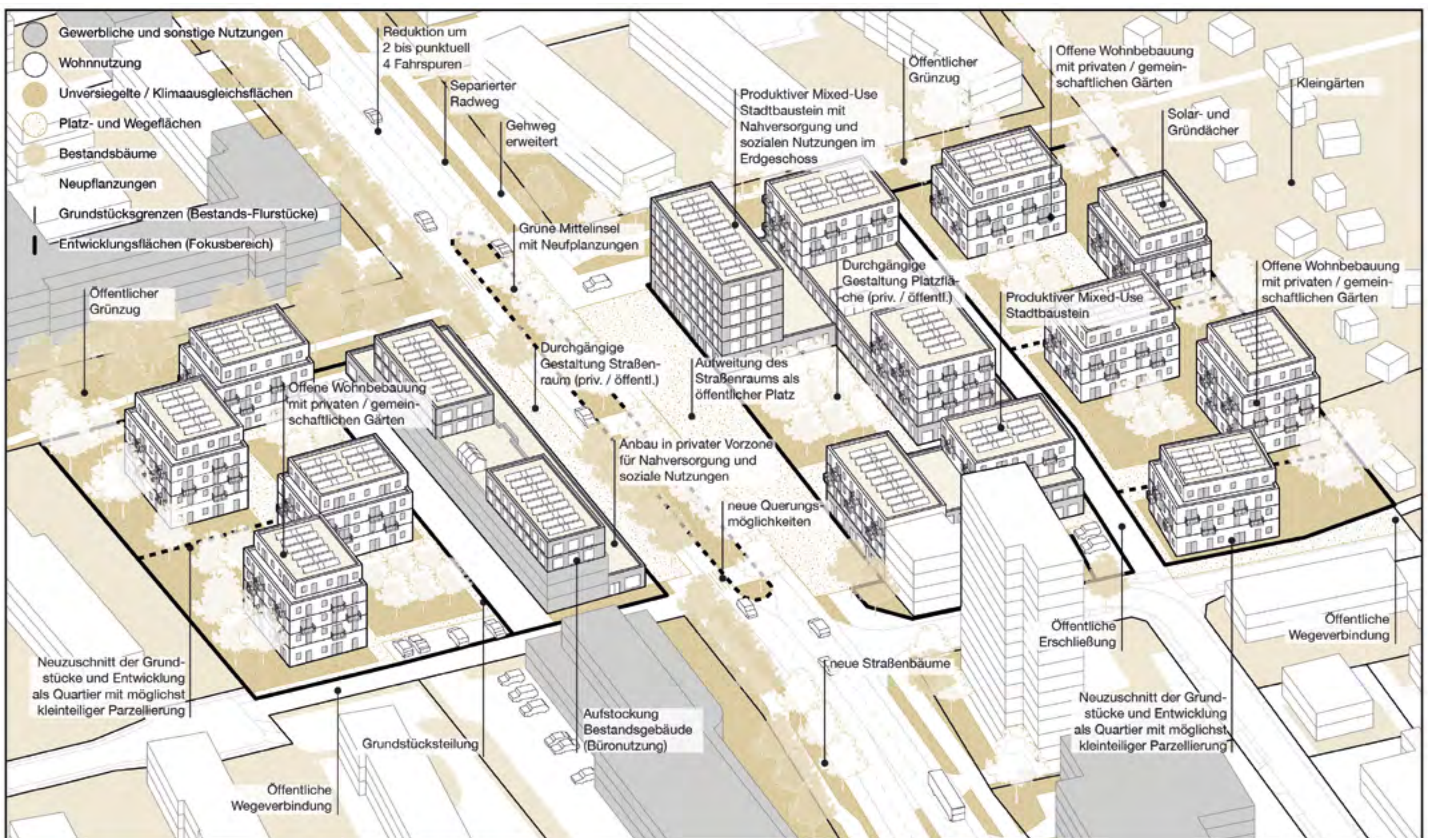 Gewerbliche und sonstige Nutzungen
Wohnnutzung
Unversiegelte / Klimaausgleichsflächen
Platz- und Wegeflächen
Bestandsbäume
Neupflanzungen
Grundstücksgrenzen (Bestands-Flurstücke)
Entwicklungsflächen (Fokusbereich)
Reduktion um
2 bis punktuell
4 Fahrspuren
Separierter
Radweg
Gehweg
erweitert
Produktiver Mixed-Use
Stadtbaustein mit
Nahversorgung und
sozialen Nutzungen im
Erdgeschoss
Öffentlicher
Grünzug
Offene Wohnbebauung
mit privaten / gemein-
schaftlichen Gärten
Kleingärten
Solar- und
Gründächer
Grüne Mittelinsel
mit Neufplanzungen
Öffentlicher
Grünzug
Durchgängige
Gestaltung Platzflä-
che (priv. / öffentl.)
Produktiver Mixed-Use
Stadtbaustein
Offene Wohnbebauung
mit privaten / gemein-
schaftlichen Gärten
Offene Wohnbebauung
mit privaten / gemein-
schaftlichen Gärten
Durchgängige
Gestaltung Straßen-
raum (priv. / öffentl.)
Aufweitung des
Straßenraums als
öffentlicher Platz
Anbau in privater Vorzone
für Nahversorgung und
soziale Nutzungen
neue Querungs-
möglichkeiten
Neuzuschnitt der Grund-
stücke und Entwicklung
als Quartier mit möglichst
kleinteiliger Parzellierung
Grundstücksteilung
Öffentliche
Wegeverbindung
Aufstockung
Bestandsgebäude
(Büronutzung)
neue Straßenbäume
Öffentliche
Erschließung
Neuzuschnitt der Grund-
stücke und Entwicklung
als Quartier mit möglichst
kleinteiliger Parzellierung
Öffentliche
Wegeverbindung